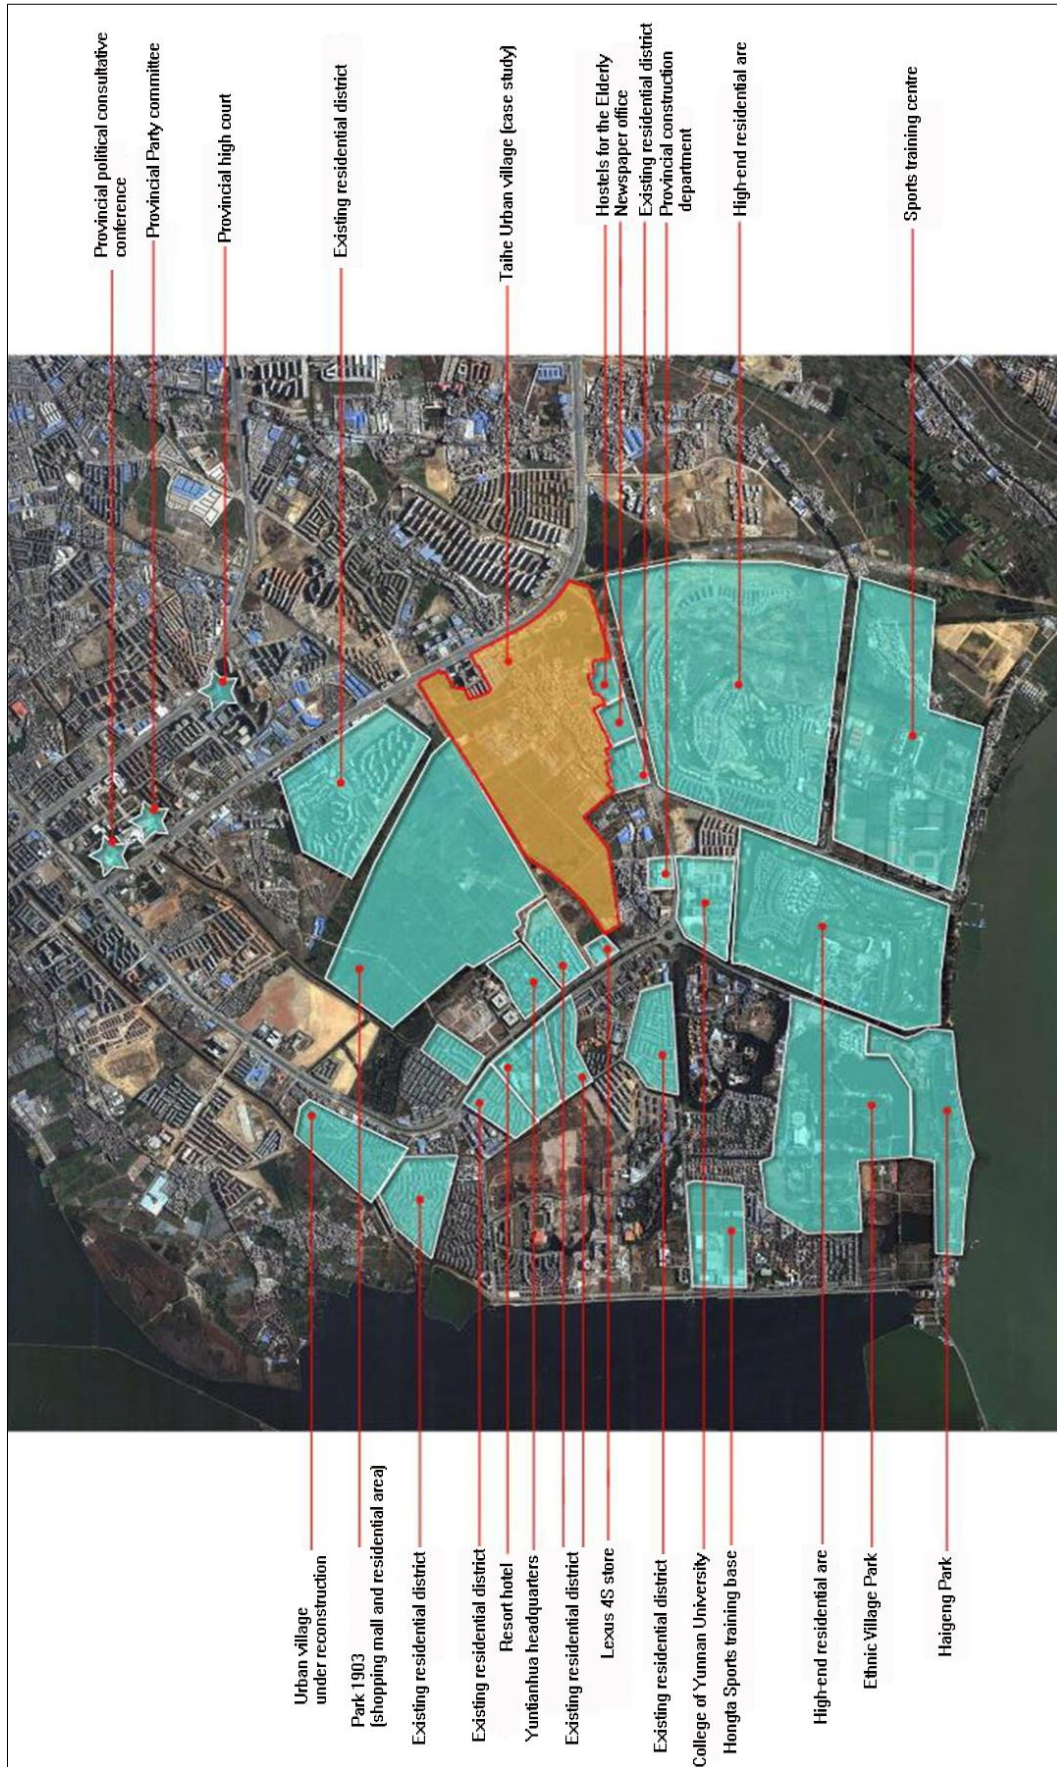 Provincial political consultative
conference
Provincial Party committee
Provincial high court
Existing residential district
Taihe Urban village (case study)
Hostels for the Elderly
Newspaper office
Existing residential district
Provincial construction
department
High-end residential are
Sports training centre
Urban village
under reconstruction
Park 1903
(shopping mall and residential area)
Existing residential district
Existing residential district
Resort hotel
Yuntianhua headquarters
Existing residential district
Lexus 4S store
Existing residential district
College of Yunnan University
Hongta Sports training base
High-end residential are
Ethnic Village Park
Haigeng Park